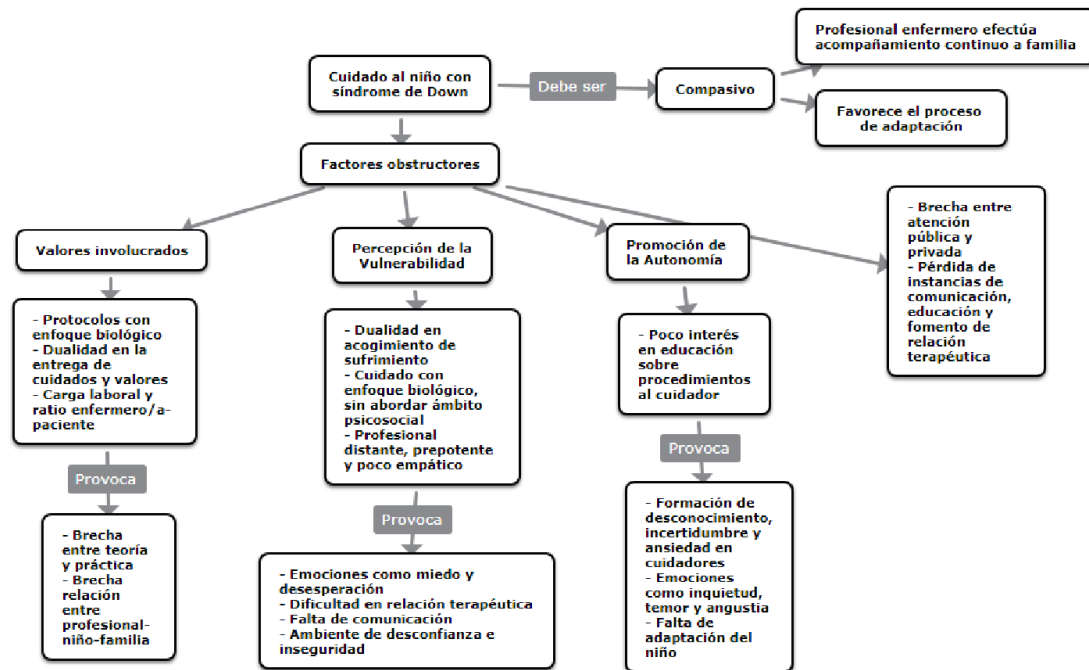 Profesional enfermero efectúa
acompañamiento continuo a familia
Cuidado al niño con
síndrome de Down
Debe ser
Compasivo
Favorece el proceso
de adaptación
Factores obstructores
Valores involucrados
Percepción de la
Vulnerabilidad
Promoción de
la Autonomía
- Brecha entre
atención
pública y
privada
- Pérdida de
instancias de
comunicación,
educación y
fomento de
relación
terapéutica
- Protocolos con
enfoque biológico
- Dualidad en la
entrega de
cuidados y valores
- Carga laboral y
ratio enfermero/a-
paciente
- Dualidad en
acogimiento de
sufrimiento
- Cuidado con
enfoque biológico,
sin abordar ámbito
psicosocial
- Profesional
distante, prepotente
y poco empático
- Poco interés
en educación
sobre
procedimientos
al cuidador
Provoca
Provoca
Provoca
- Brecha
entre teoría
y práctica
- Brecha
relación
entre
profesional-
niño-familia
- Emociones como miedo y
desesperación
- Dificultad en relación terapéutica
- Falta de comunicación
- Ambiente de desconfianza e
inseguridad
- Formación de
desconocimiento,
incertidumbre y
ansiedad en
cuidadores
- Emociones
como inquietud,
temor y angustia
- Falta de
adaptación del
niño